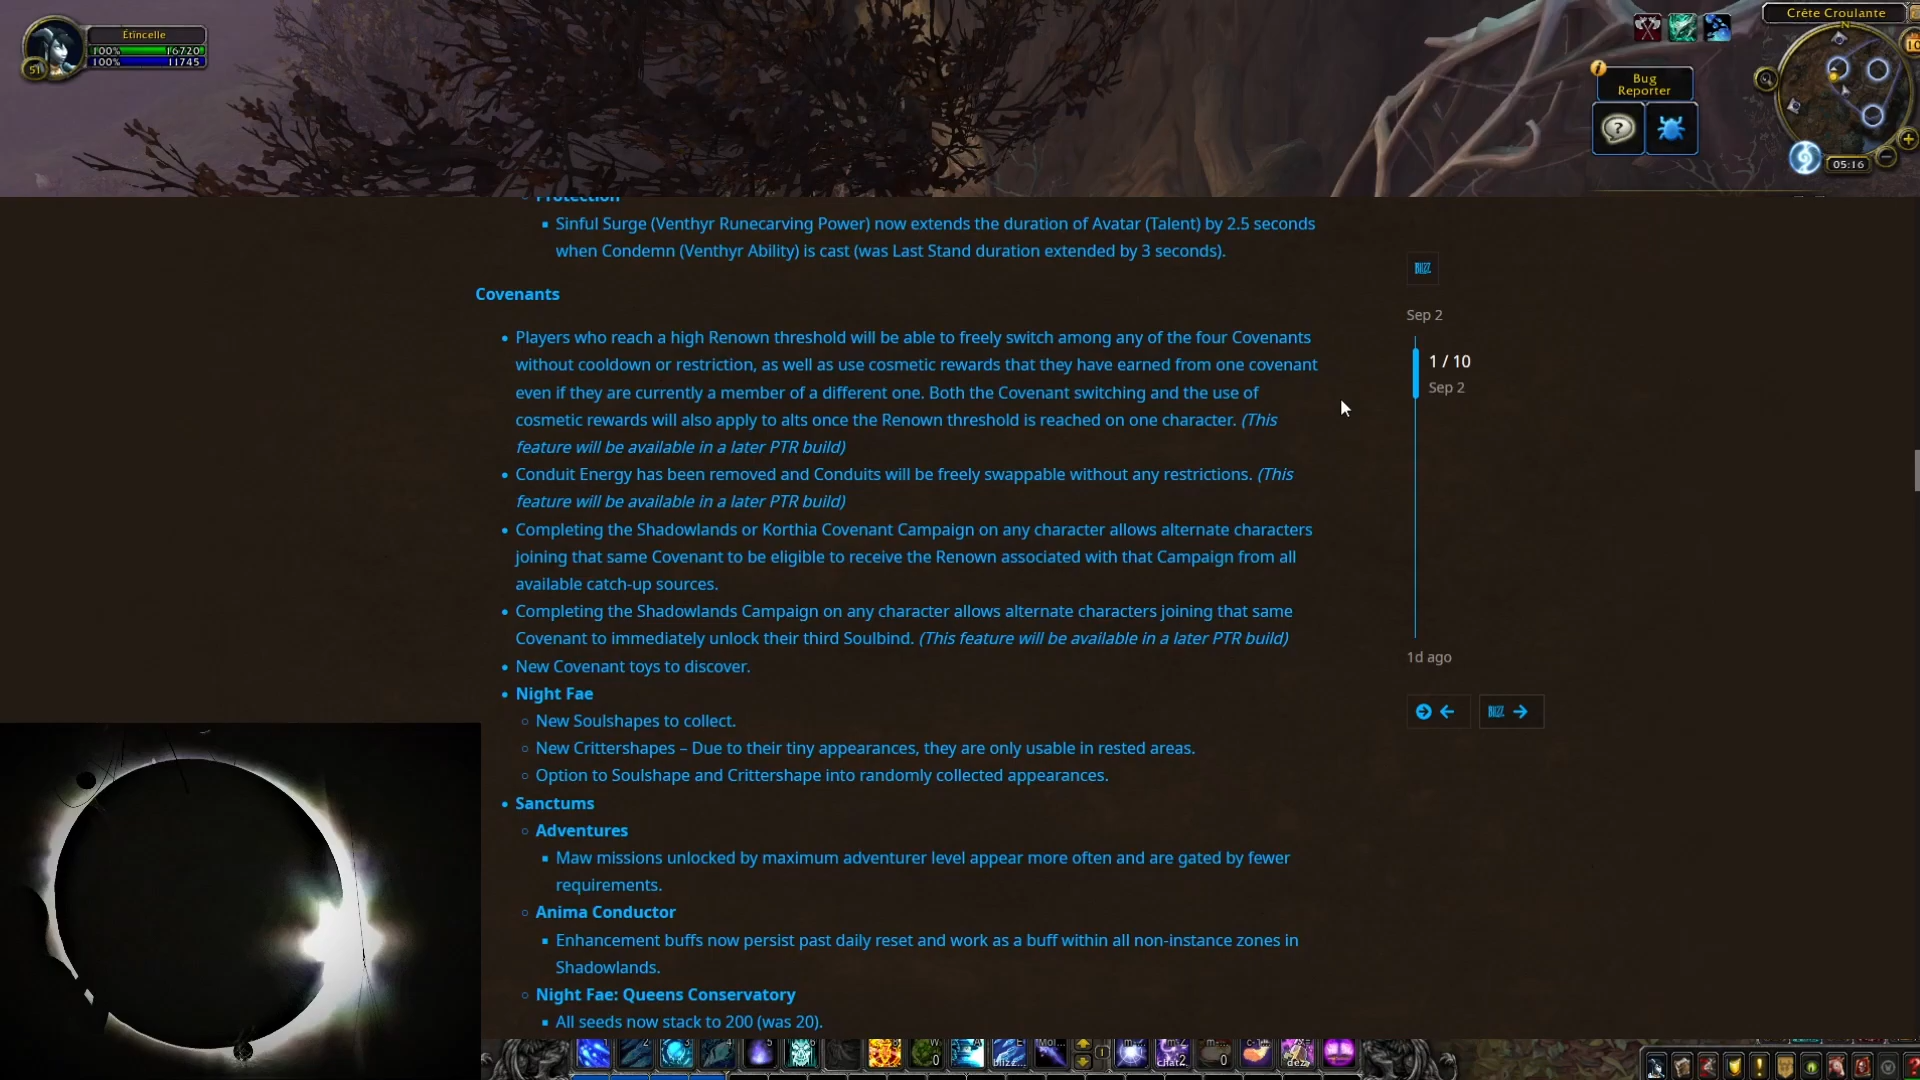 Étincelle
100% 16720
100% 11745
51
Crête Croulante
Bug
Reporter
05:16
Protection
Sinful Surge (Venthyr Runecarving Power) now extends the duration of Avatar (Talent) by 2.5 seconds
when Condemn (Venthyr Ability) is cast (was Last Stand duration extended by 3 seconds).
Covenants
Players who reach a high Renown threshold will be able to freely switch among any of the four Covenants
without cooldown or restriction, as well as use cosmetic rewards that they have earned from one covenant
even if they are currently a member of a different one. Both the Covenant switching and the use of
cosmetic rewards will also apply to alts once the Renown threshold is reached on one character. (This
feature will be available in a later PTR build)
Conduit Energy has been removed and Conduits will be freely swappable without any restrictions. (This
feature will be available in a later PTR build)
Completing the Shadowlands or Korthia Covenant Campaign on any character allows alternate characters
joining that same Covenant to be eligible to receive the Renown associated with that Campaign from all
available catch-up sources.
Completing the Shadowlands Campaign on any character allows alternate characters joining that same
Covenant to immediately unlock their third Soulbind. (This feature will be available in a later PTR build)
New Covenant toys to discover.
Night Fae
New Soulshapes to collect.
New Crittershapes – Due to their tiny appearances, they are only usable in rested areas.
Option to Soulshape and Crittershape into randomly collected appearances.
Sanctums
Adventures
Maw missions unlocked by maximum adventurer level appear more often and are gated by fewer
requirements.
Anima Conductor
Enhancement buffs now persist past daily reset and work as a buff within all non-instance zones in
Shadowlands.
Night Fae: Queens Conservatory
All seeds now stack to 200 (was 20).
Sep 2
1 / 10
Sep 2
1d ago